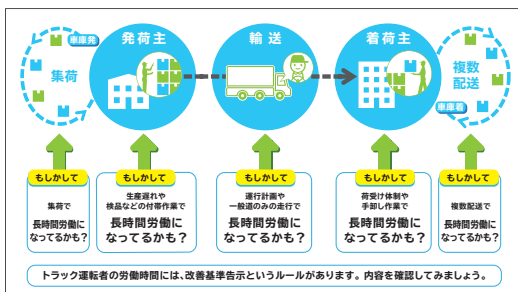 車庫発
集荷
発荷主
輸送
着荷主
複数
配送
車庫着
もしかして
集荷で
長時間労働に
なってるかも？
もしかして
生産遅れや
検品などの付帯作業で
長時間労働に
なってるかも？
もしかして
運行計画や
一般道のみの走行で
長時間労働に
なってるかも？
もしかして
荷受け体制や
手卸し作業で
長時間労働に
なってるかも？
もしかして
複数配送で
長時間労働に
なってるかも？
トラック運転者の労働時間には、改善基準告示というルールがあります。内容を確認してみましょう。